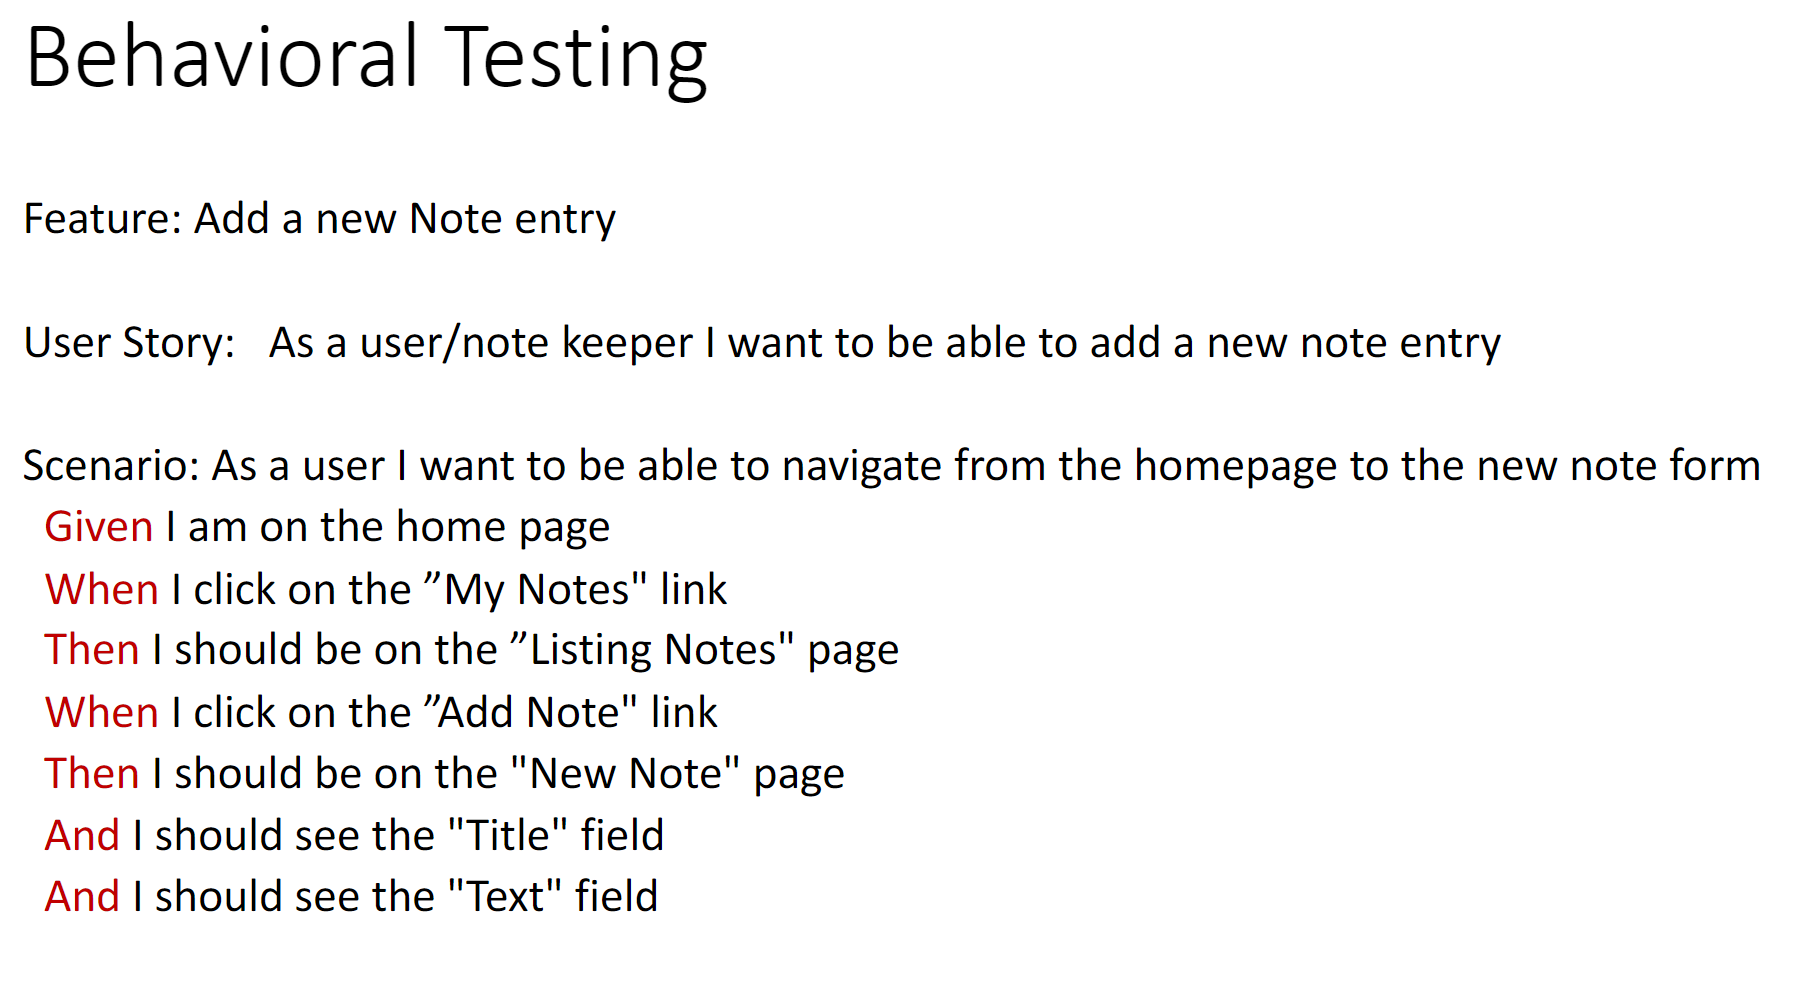 Behavioral Testing
Feature: Add a new Note entry
User Story:   As a user/note keeper I want to be able to add a new note entry
Scenario: As a user I want to be able to navigate from the homepage to the new note form
Given I am on the home page
When I click on the ”My Notes" link
Then I should be on the ”Listing Notes" page
When I click on the ”Add Note" link
Then I should be on the "New Note" page
And I should see the "Title" field
And I should see the "Text" field